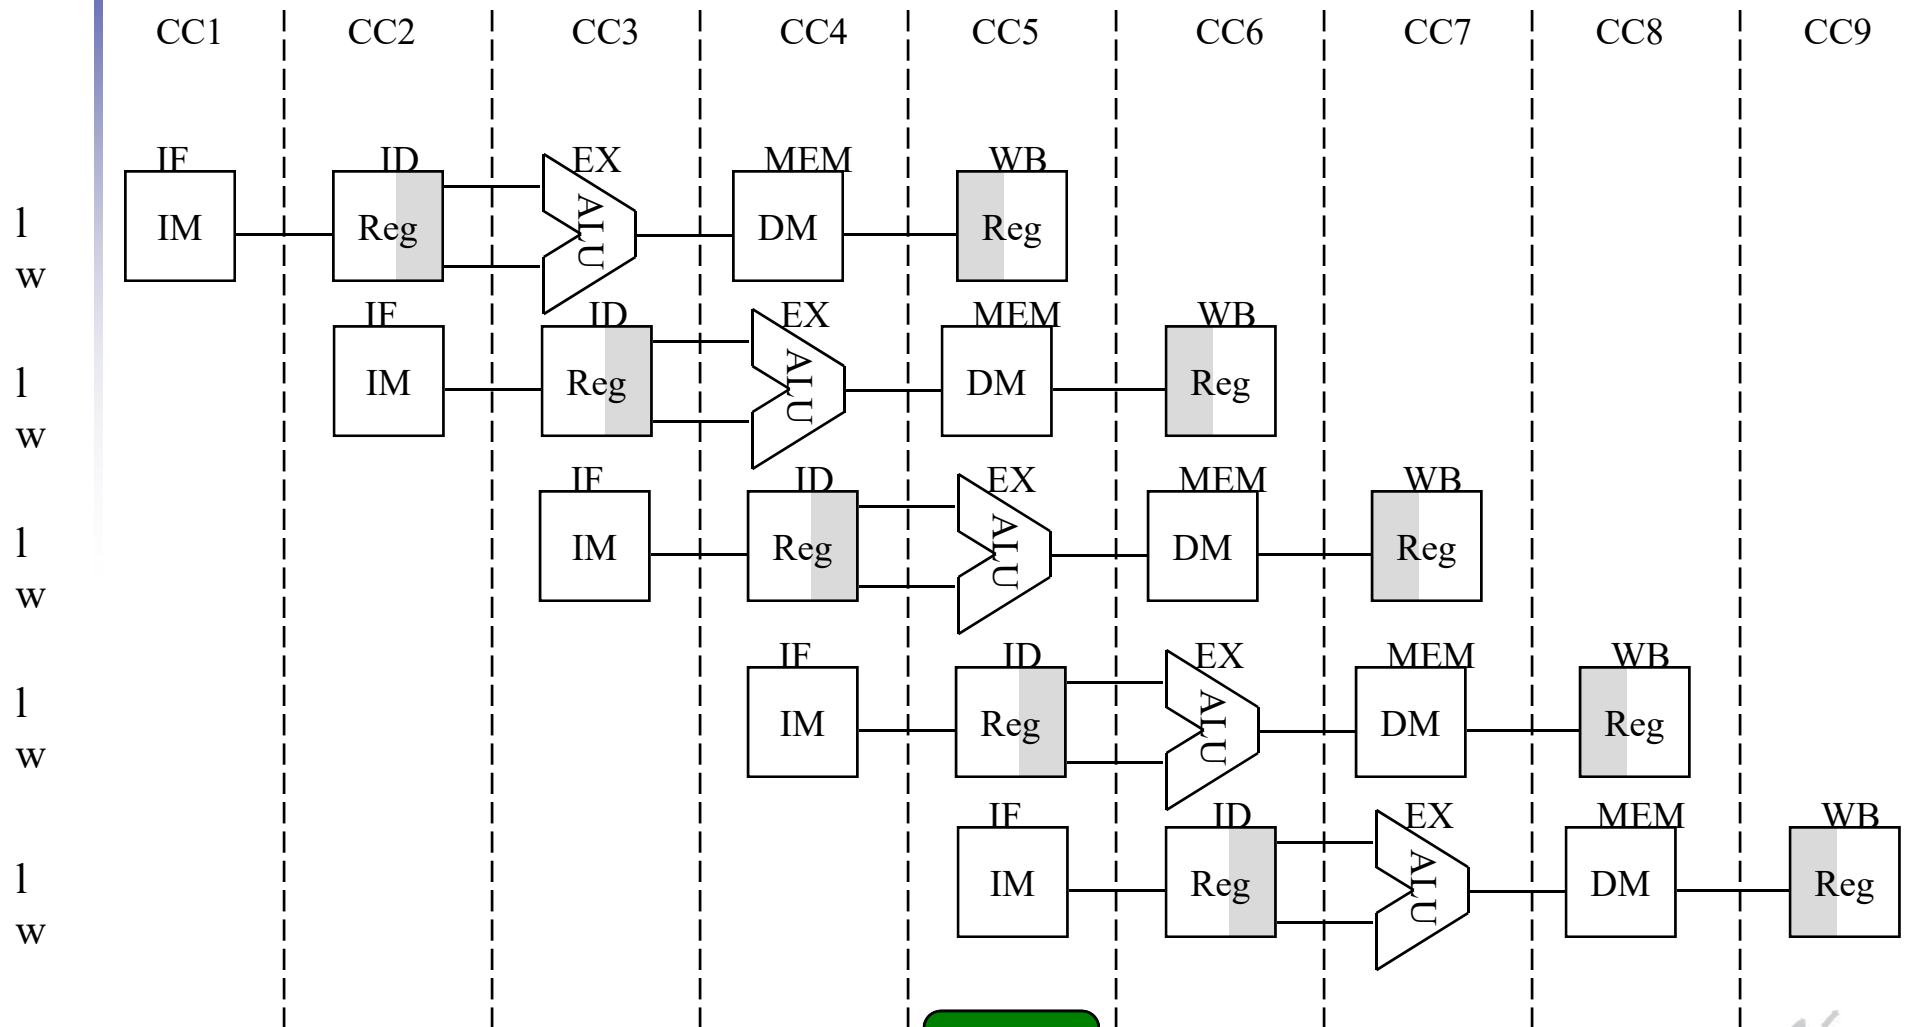 CC1 CC2 CC3 CC4 CC5 CC6 CC7 CC8 CC9
IF ID EX MEM WB
l
w
IM Reg ALU DM Reg
IF ID EX MEM WB
l
w
IM Reg ALU DM Reg
IF ID EX MEM WB
l
w
IM Reg ALU DM Reg
IF ID EX MEM WB
l
w
IM Reg ALU DM Reg
IF ID EX MEM WB
l
w
IM Reg ALU DM Reg